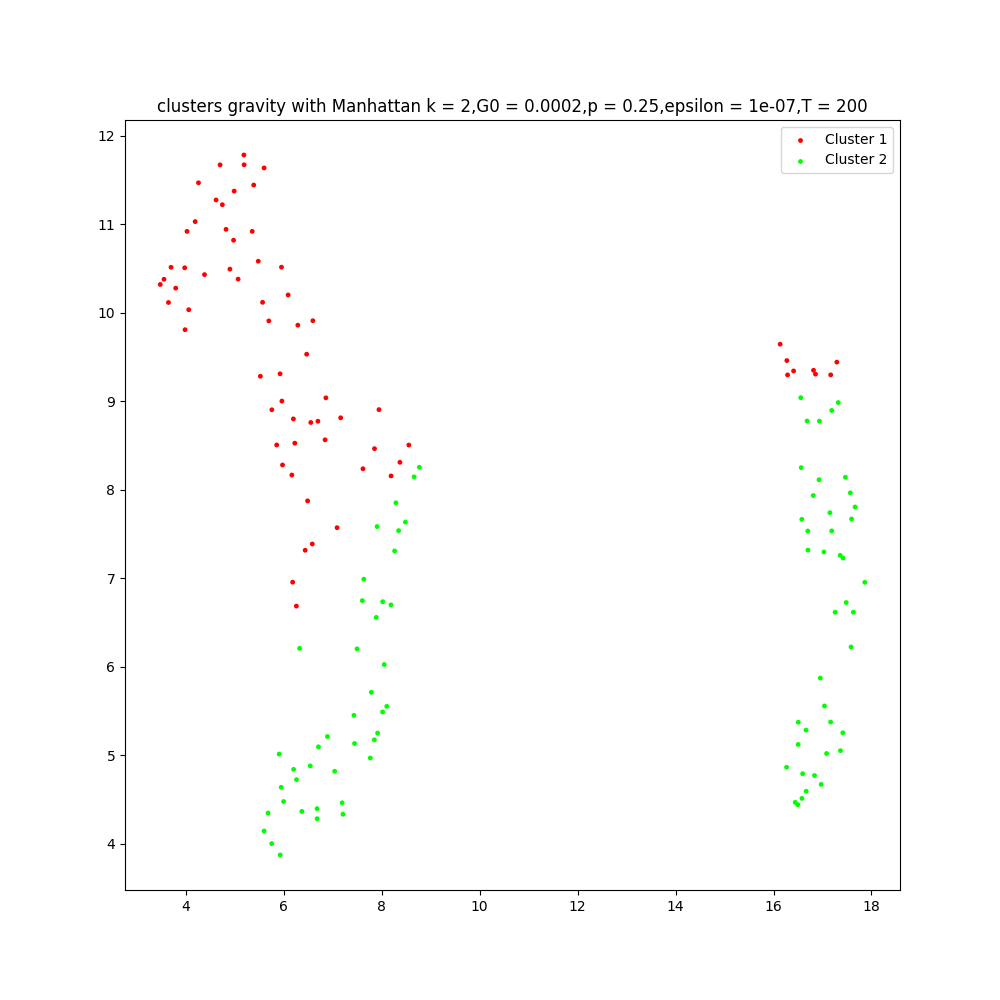 clusters gravity with Manhattan k = 2,G0 = 0.0002,p = 0.25,epsilon = 1e-07,T = 200
Cluster 1
Cluster 2
12
11
10
9
8
7
6
5
4
4 6 8 10 12 14 16 18